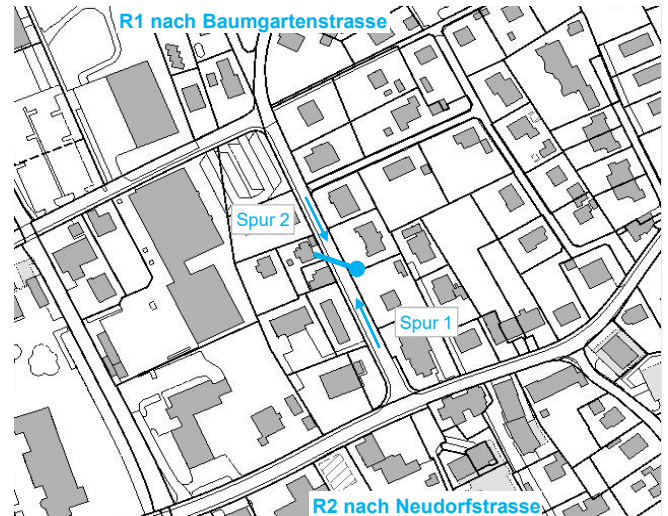 R1 nach Baumgartenstrasse
Spur 2
Spur 1
R2 nach Neudorfstrasse